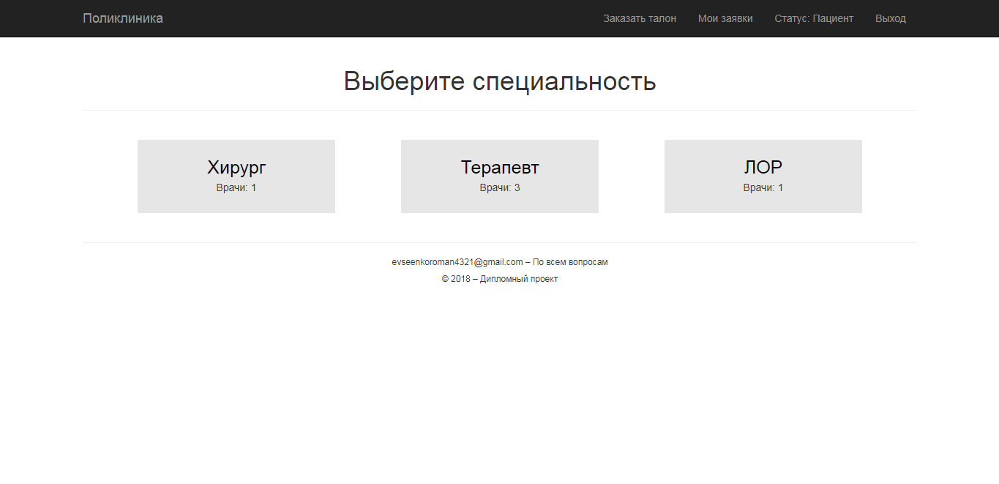 Поликлиника
Заказать талон Мои заявки Статус: Пациент Выход
Выберите специальность
Хирург
Врачи: 1
Терапевт
Врачи: 3
ЛОР
Врачи: 1
evseenkoroman4321@gmail.com – По всем вопросам
© 2018 – Дипломный проект